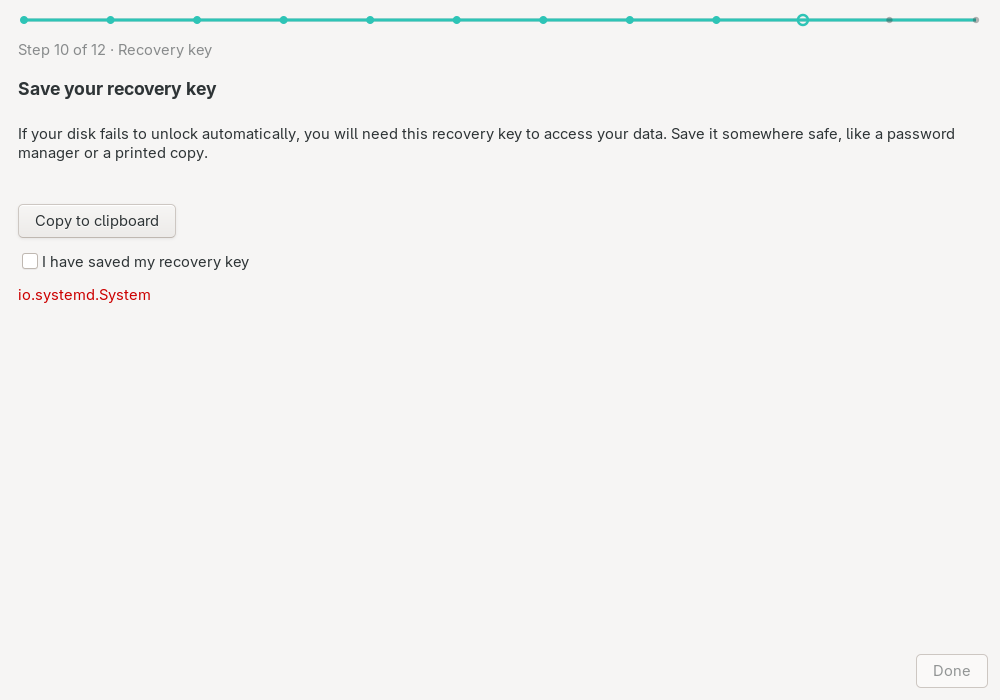 Step 10 of 12 · Recovery key
Save your recovery key
If your disk fails to unlock automatically, you will need this recovery key to access your data. Save it somewhere safe, like a password
manager or a printed copy.
Copy to clipboard
I have saved my recovery key
io.systemd.System
Done